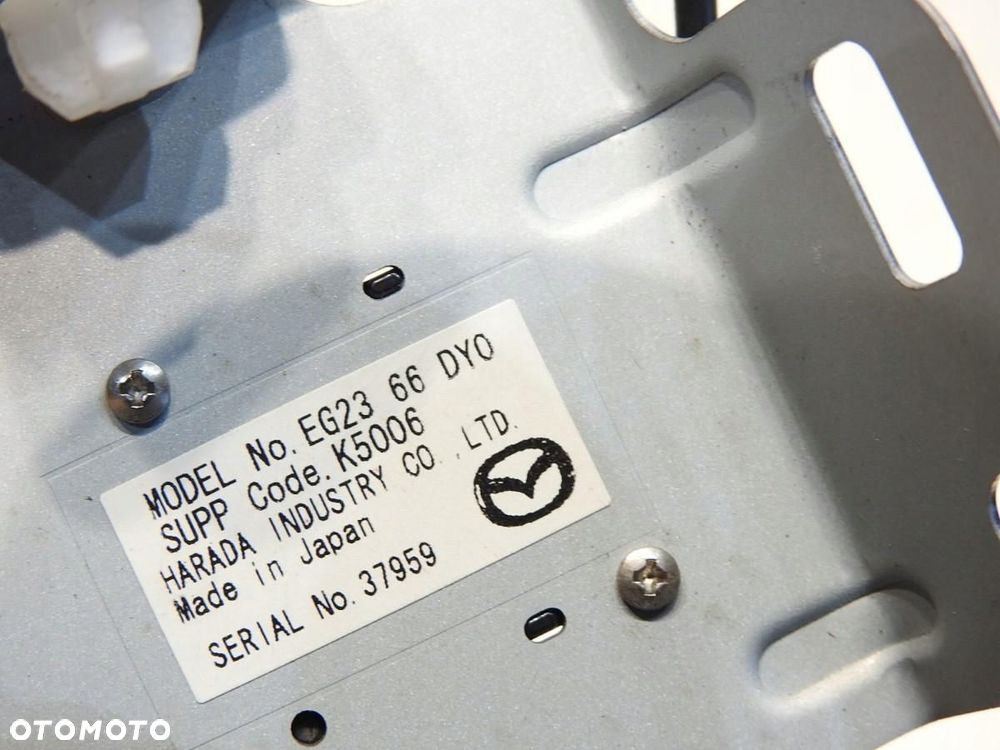 MODEL No. EG23 66 DY0
SUPP Code. K5006
HARADA INDUSTRY CO.,LTD.
Made in Japan
SERIAL No. 37959
OTOMOTO